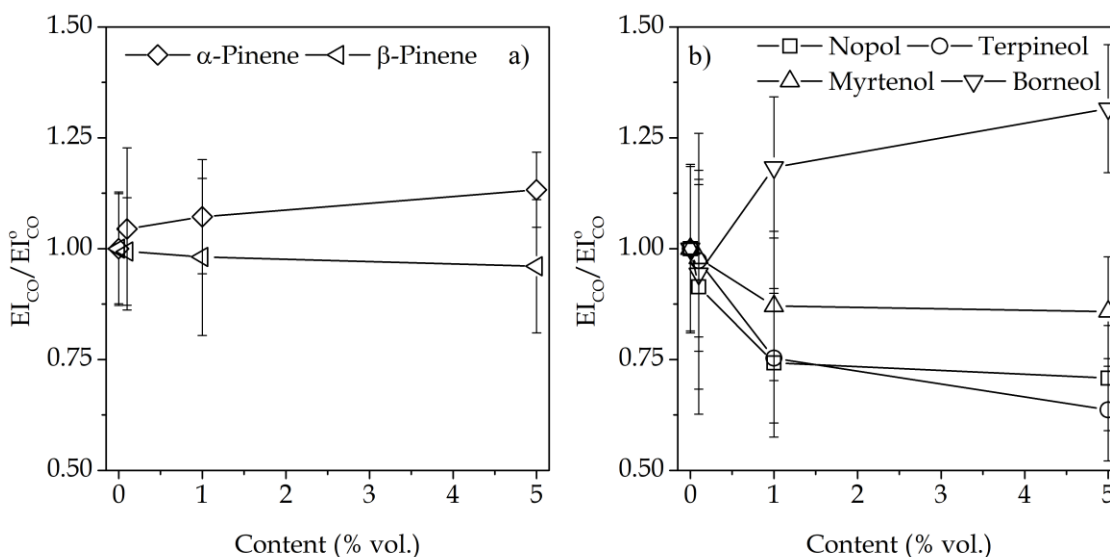 α-Pinene β-Pinene a)
EI_CO/EI°_CO
1.50
1.25
1.00
0.75
0.50
0 1 2 3 4 5
Content (% vol.)
b) Nopol Terpineol
Myrtenol Borneol
EI_CO/EI°_CO
1.50
1.25
1.00
0.75
0.50
0 1 2 3 4 5
Content (% vol.)